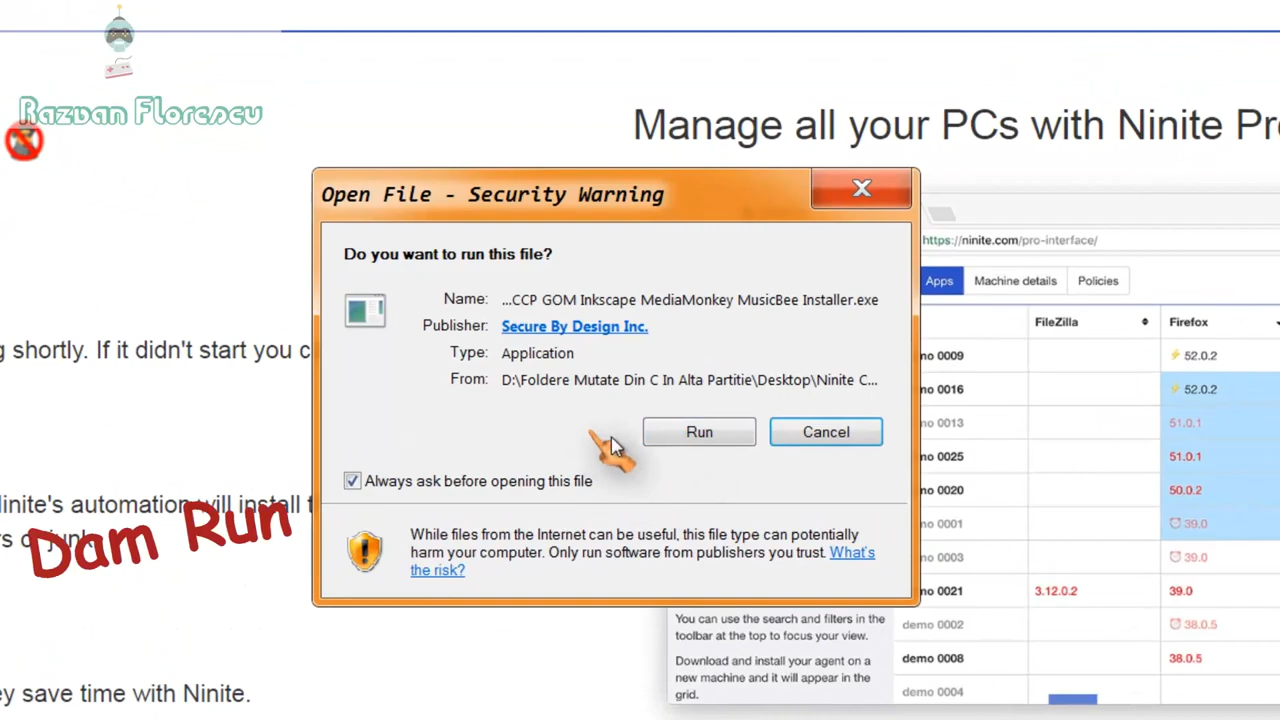 Razvan Florescu
Manage all your PCs with Ninite Pr
Open File - Security Warning
Do you want to run this file?
Name: ...CCP GOM Inkscape MediaMonkey MusicBee Installer.exe
Publisher: Secure By Design Inc.
Type: Application
From: D:\Foldere Mutate Din C In Alta Partitie\Desktop\Ninite C...
Run
Cancel
Always ask before opening this file
While files from the Internet can be useful, this file type can potentially
harm your computer. Only run software from publishers you trust. What's
the risk?
g shortly. If it didn't start you c
Ninite's automation will install t
rs or junk
Dam Run
ey save time with Ninite.
https://ninite.com/pro-interface/
Apps Machine details Policies
FileZilla Firefox
no 0009 52.0.2
no 0016 52.0.2
no 0013 51.0.1
no 0025 51.0.1
no 0020 50.0.2
no 0001 39.0
no 0003 39.0
no 0021 3.12.0.2 39.0
demo 0002 38.0.5
demo 0008 38.0.5
demo 0004
You can use the search and filters in the
toolbar at the top to focus your view.
Download and install your agent on a
new machine and it will appear in the
grid.